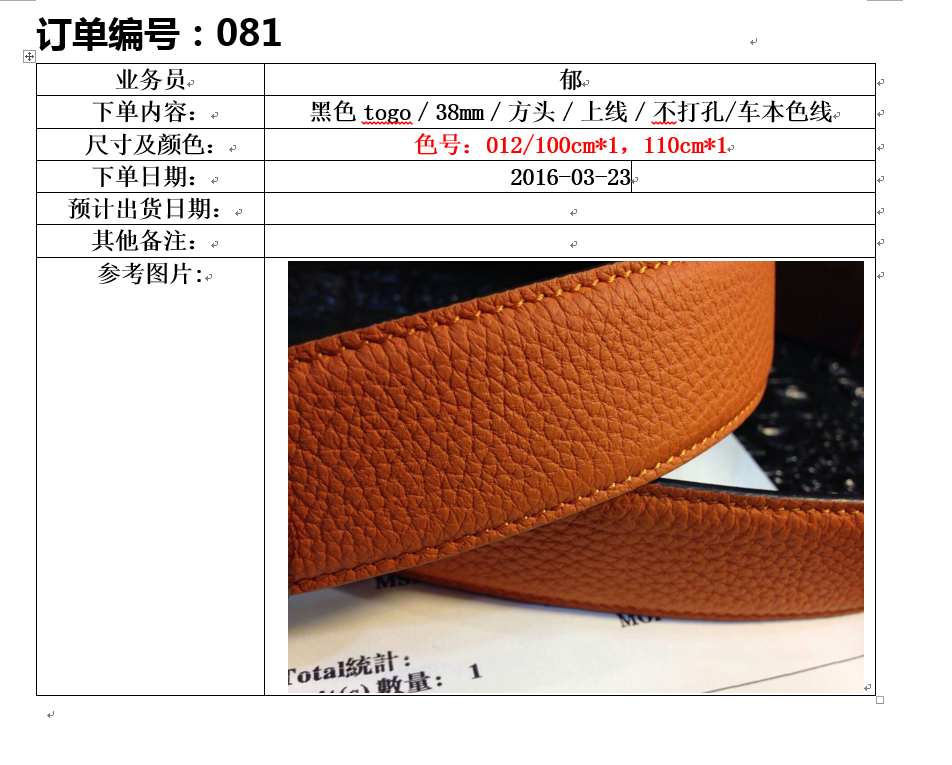 订单编号：081
业务员 郁
下单内容： 黑色 togo / 38mm / 方头 / 上线 / 不打孔/车本色线
尺寸及颜色： 色号：012/100cm*1，110cm*1
下单日期： 2016-03-23
预计出货日期：
其他备注：
参考图片:
Total統計：
數量： 1